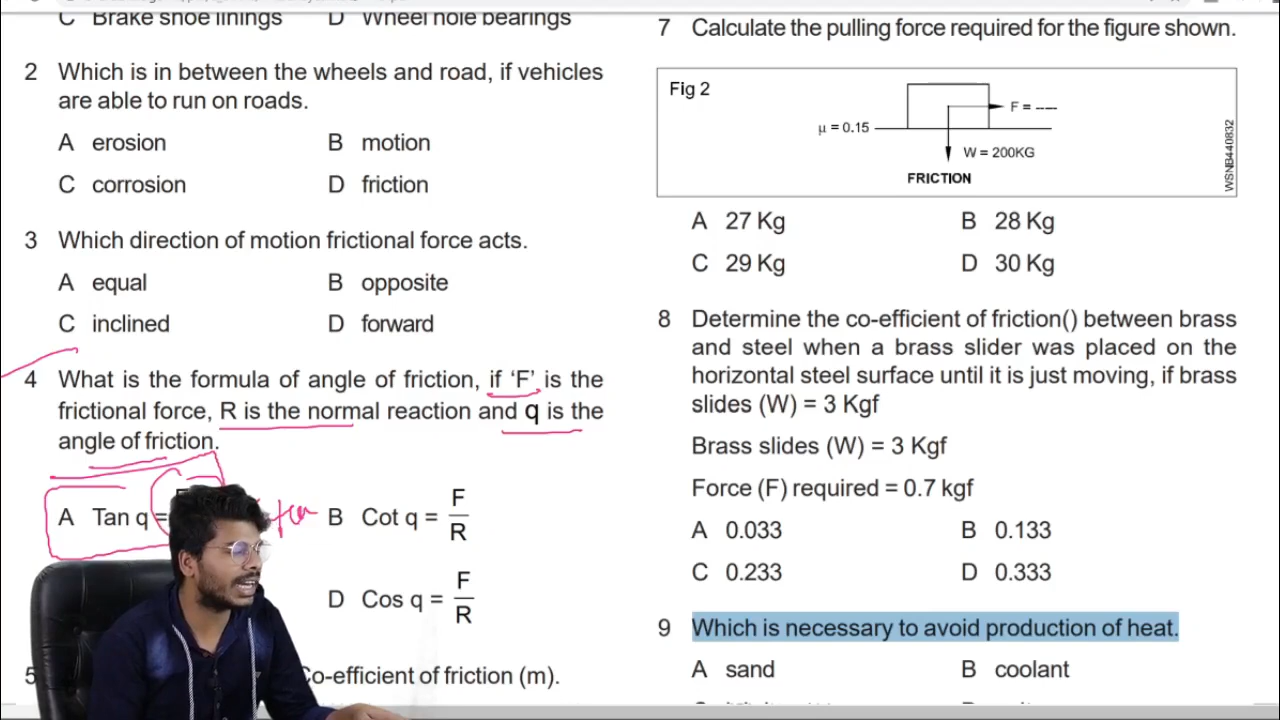 C Brake shoe linings D Wheel hole bearings
2 Which is in between the wheels and road, if vehicles
are able to run on roads.
A erosion B motion
C corrosion D friction
3 Which direction of motion frictional force acts.
A equal B opposite
C inclined D forward
4 What is the formula of angle of friction, if ‘F’ is the
frictional force, R is the normal reaction and q is the
angle of friction.
A Tan q = B Cot q = F
R
D Cos q = F
R
5 Co-efficient of friction (m).
7 Calculate the pulling force required for the figure shown.
Fig 2
F = ----
µ = 0.15
W = 200KG
FRICTION
WSNB440832
A 27 Kg B 28 Kg
C 29 Kg D 30 Kg
8 Determine the co-efficient of friction() between brass
and steel when a brass slider was placed on the
horizontal steel surface until it is just moving, if brass
slides (W) = 3 Kgf
Brass slides (W) = 3 Kgf
Force (F) required = 0.7 kgf
A 0.033 B 0.133
C 0.233 D 0.333
9 Which is necessary to avoid production of heat.
A sand B coolant